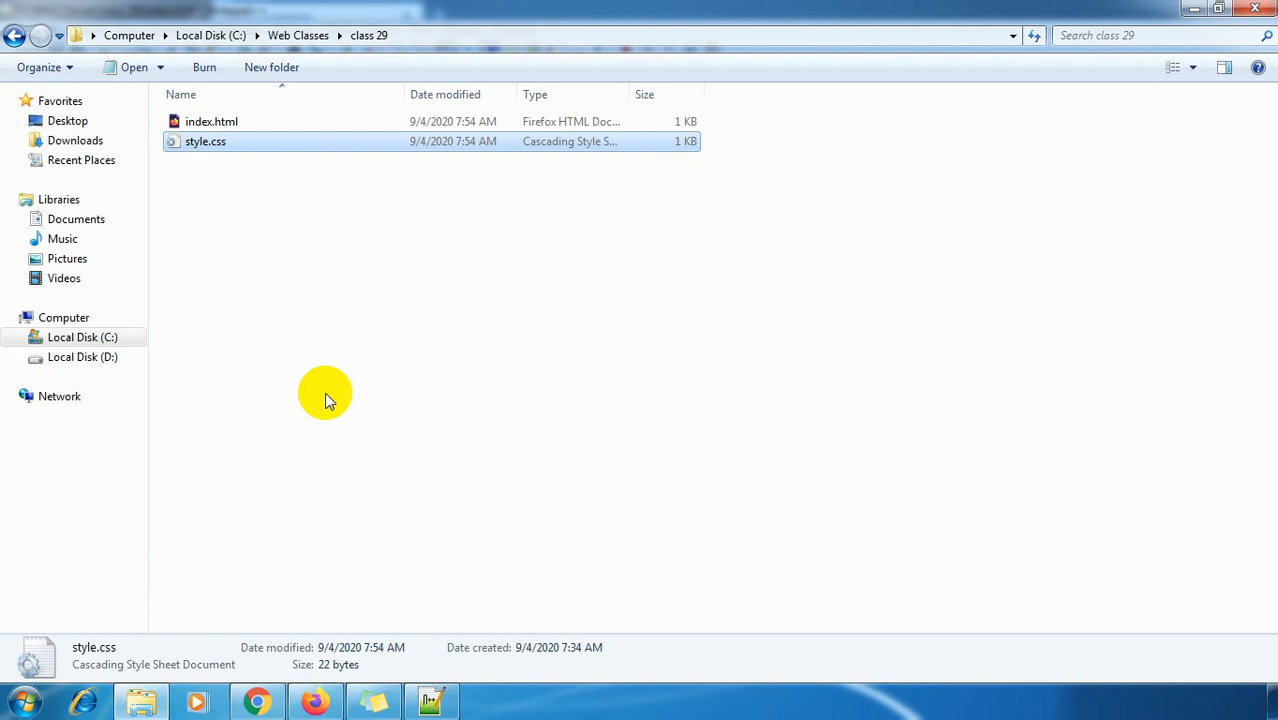 Computer Local Disk (C:) Web Classes class 29 Search class 29
Organize Open Burn New folder
Name Date modified Type Size
Favorites
Desktop
Downloads
Recent Places
Libraries
Documents
Music
Pictures
Videos
Computer
Local Disk (C:)
Local Disk (D:)
Network
index.html 9/4/2020 7:54 AM Firefox HTML Doc... 1 KB
style.css 9/4/2020 7:54 AM Cascading Style S... 1 KB
style.css Date modified: 9/4/2020 7:54 AM Date created: 9/4/2020 7:34 AM
Cascading Style Sheet Document Size: 22 bytes